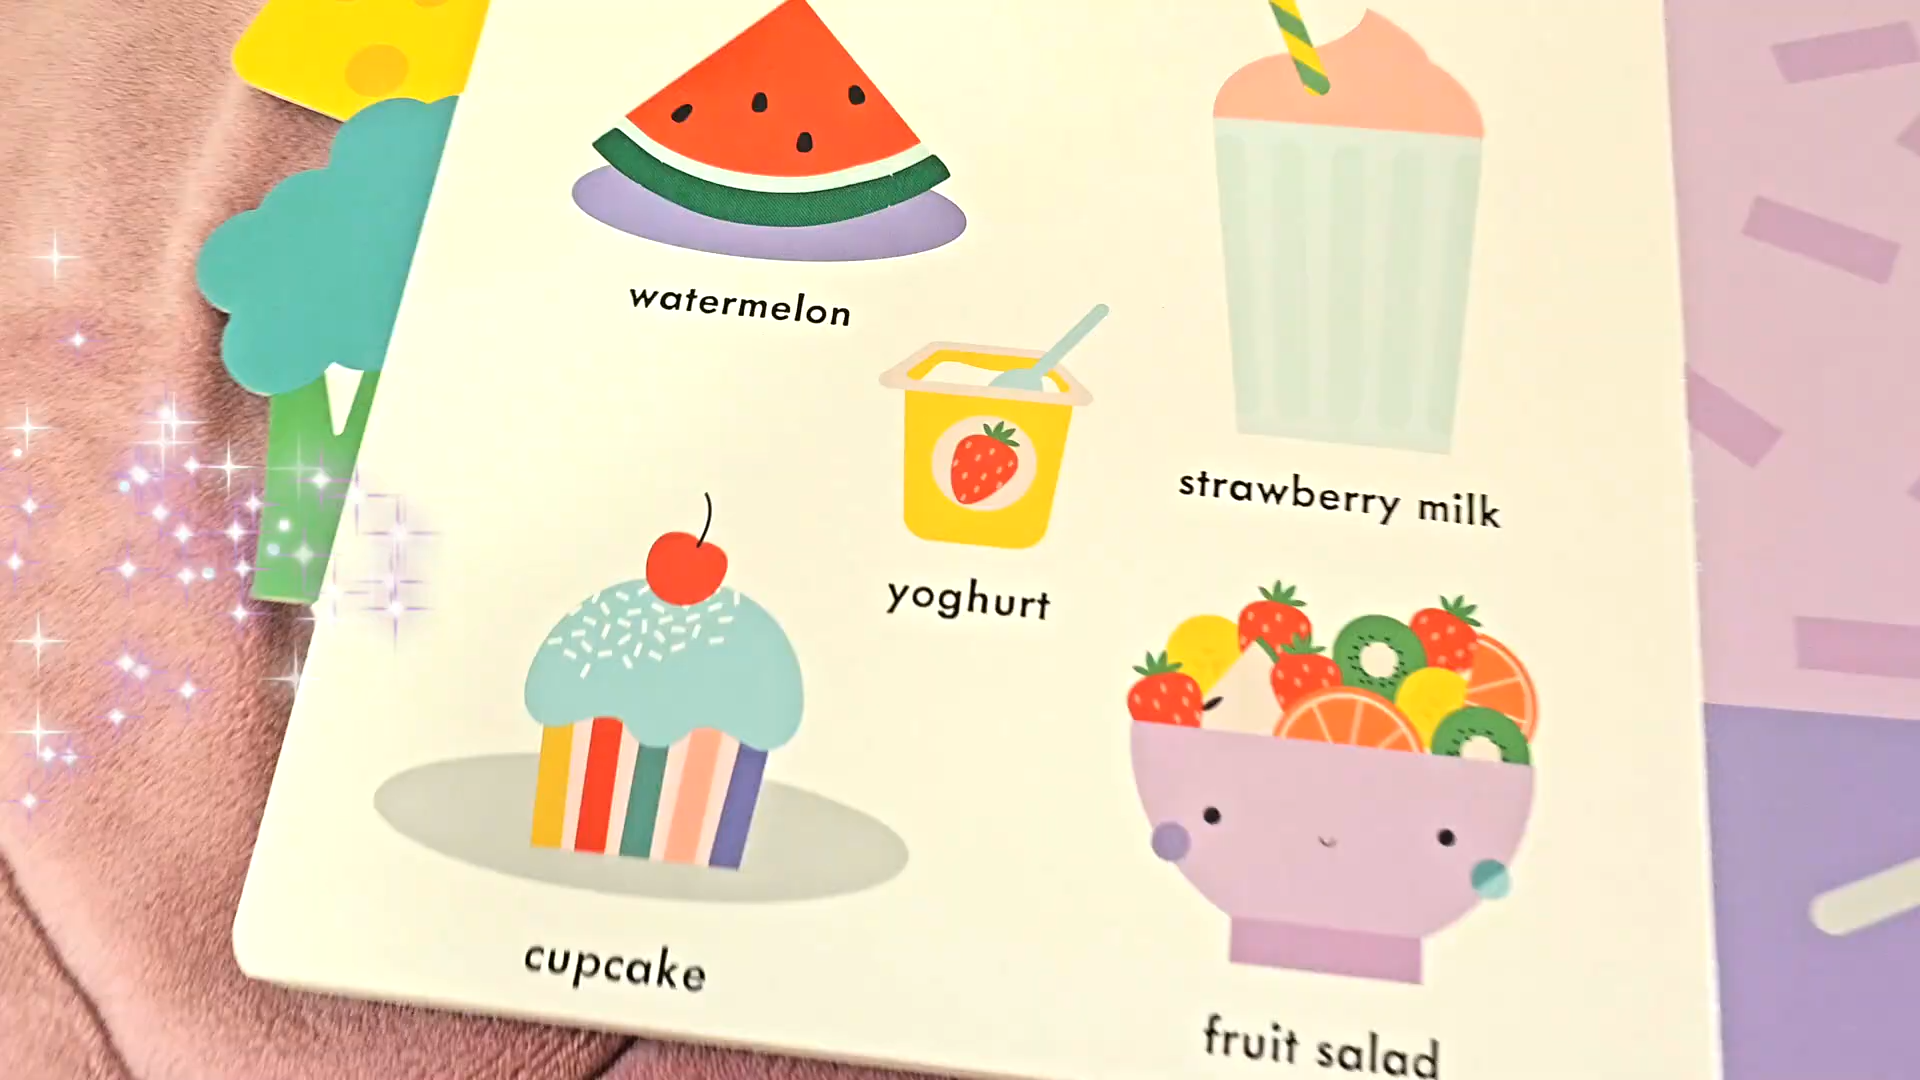 watermelon
strawberry milk
yoghurt
cupcake
fruit salad